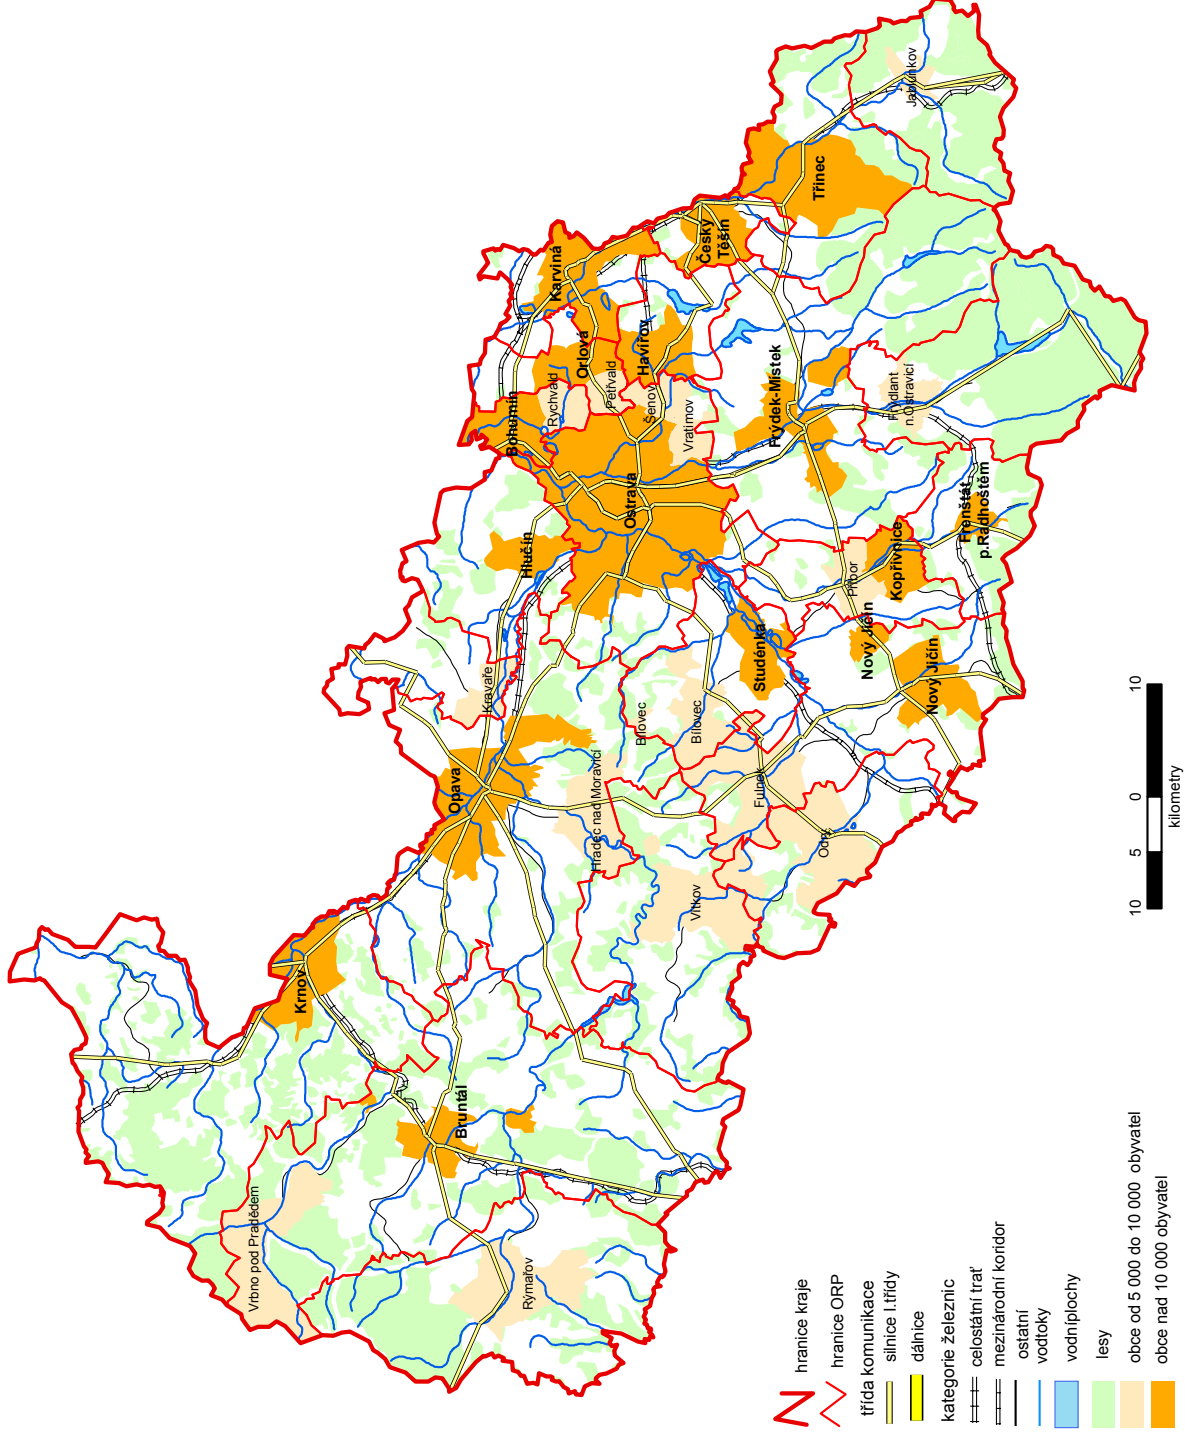 Vrbno pod Pradědem
Rýmařov
Bruntál
Krnov
Opava
Kravaře
Hradec nad Moravicí
Vítkov
Odry
Fulnek
Bílovec
Bílovec
Hlučín
Studénka
Nový Jičín
Nový Jičín
Příbor
Kopřivnice
Frenštát
p.Radhoštěm
Ostrava
Bohumín
Rychvald
Orlová
Petřvald
Šenov
Vratimov
Havířov
Karviná
Český
Těšín
Třinec
Jablunkov
Frýdek-Místek
Frýdlant
n.Ostravicí
hranice kraje
hranice ORP
třída komunikace
silnice I.třídy
dálnice
kategorie železnic
celostátní trať
mezinárodní koridor
ostatní
vodtoky
vodníplochy
lesy
obce od 5 000 do 10 000 obyvatel
obce nad 10 000 obyvatel
10 5 0 10
kilometry